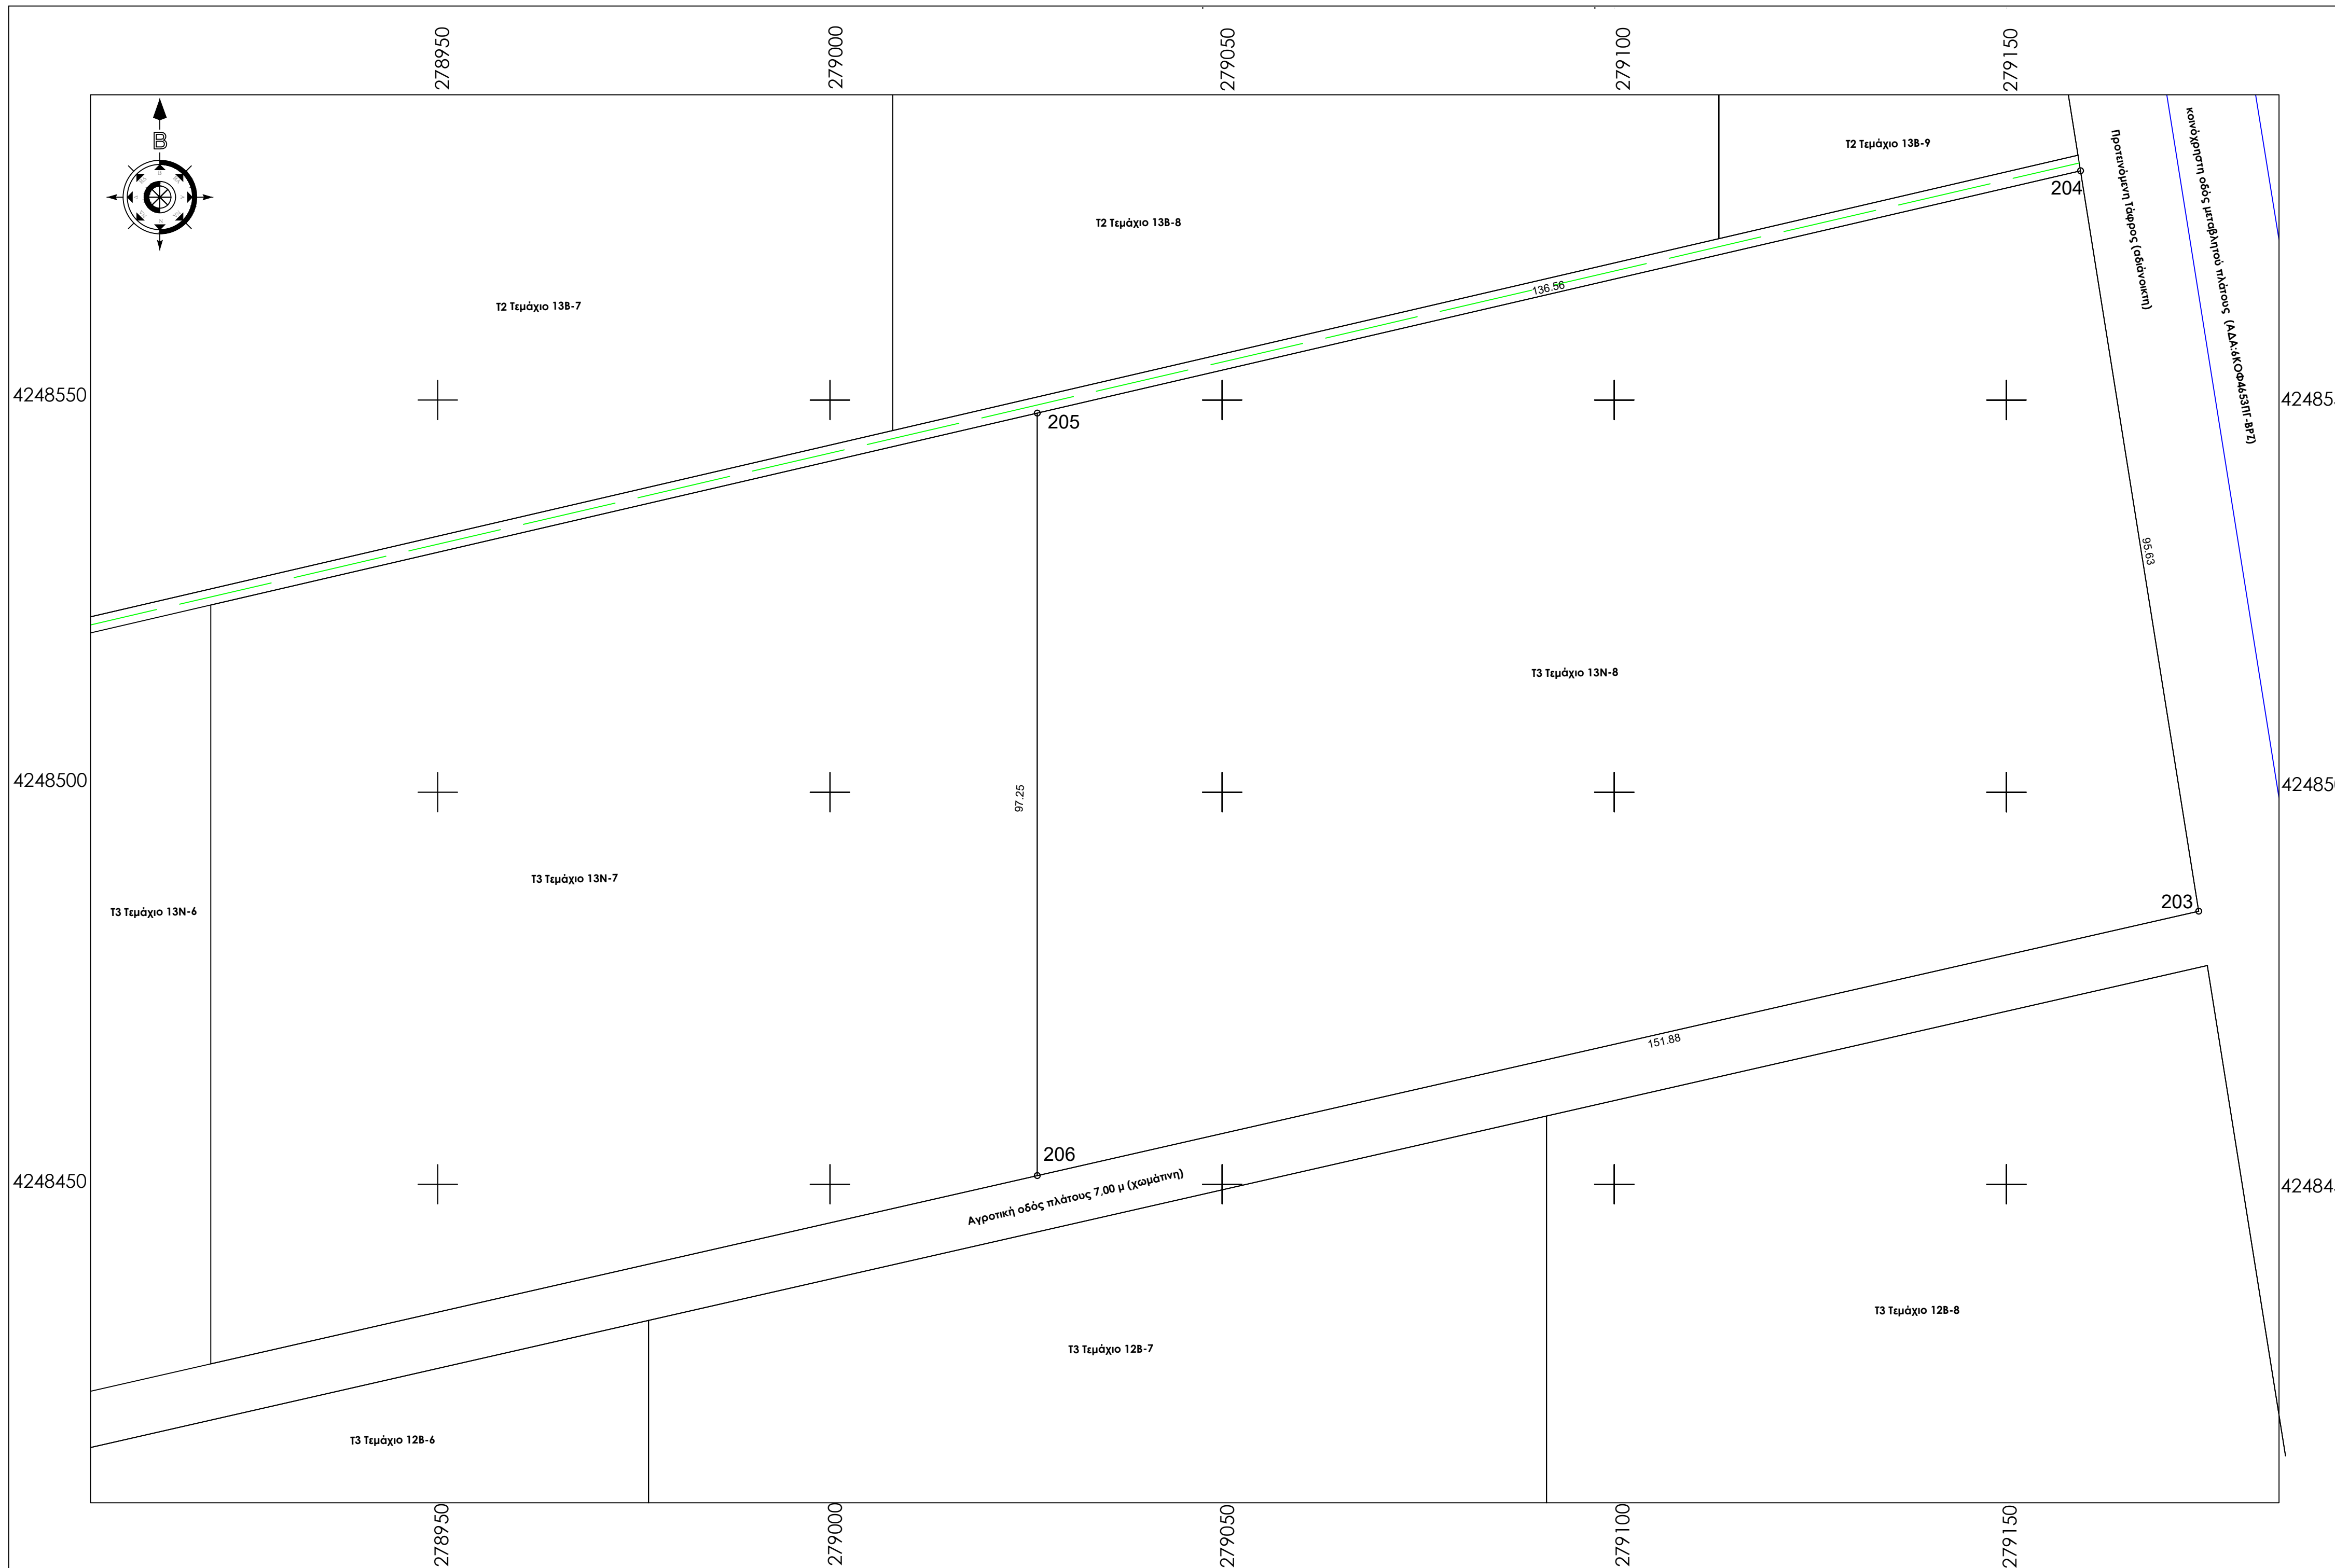 278950
279000
279050
279100
279150
Β
Τ2 Τεμάχιο 13Β-9
204
Προτεινόμενη Τάφρος (αδιάνοικτη)
κοινόχρηστη οδός μεταβλητού πλάτους (ΑΔΑ:6ΚΟΦ4653ΠΓ-ΒΡΖ)
Τ2 Τεμάχιο 13Β-8
136.56
Τ2 Τεμάχιο 13Β-7
4248550
42485
205
95.63
Τ3 Τεμάχιο 13Ν-8
4248500
42485
97.25
Τ3 Τεμάχιο 13Ν-7
Τ3 Τεμάχιο 13Ν-6
203
151.88
206
Αγροτική οδός πλάτους 7,00 μ (χωμάτινη)
4248450
42484
Τ3 Τεμάχιο 12Β-8
Τ3 Τεμάχιο 12Β-7
Τ3 Τεμάχιο 12Β-6
278950
279000
279050
279100
279150